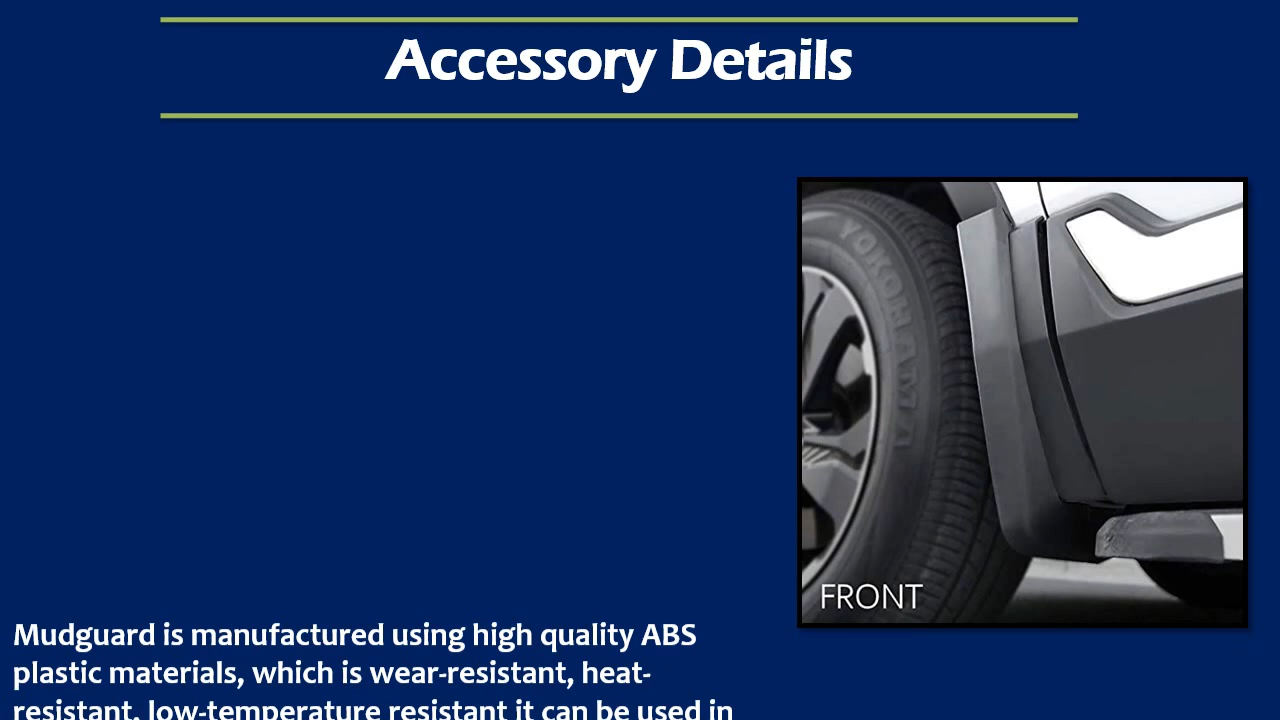 Accessory Details
YOKOHAMA
FRONT
Mudguard is manufactured using high quality ABS
plastic materials, which is wear-resistant, heat-
resistant, low-temperature resistant it can be used in